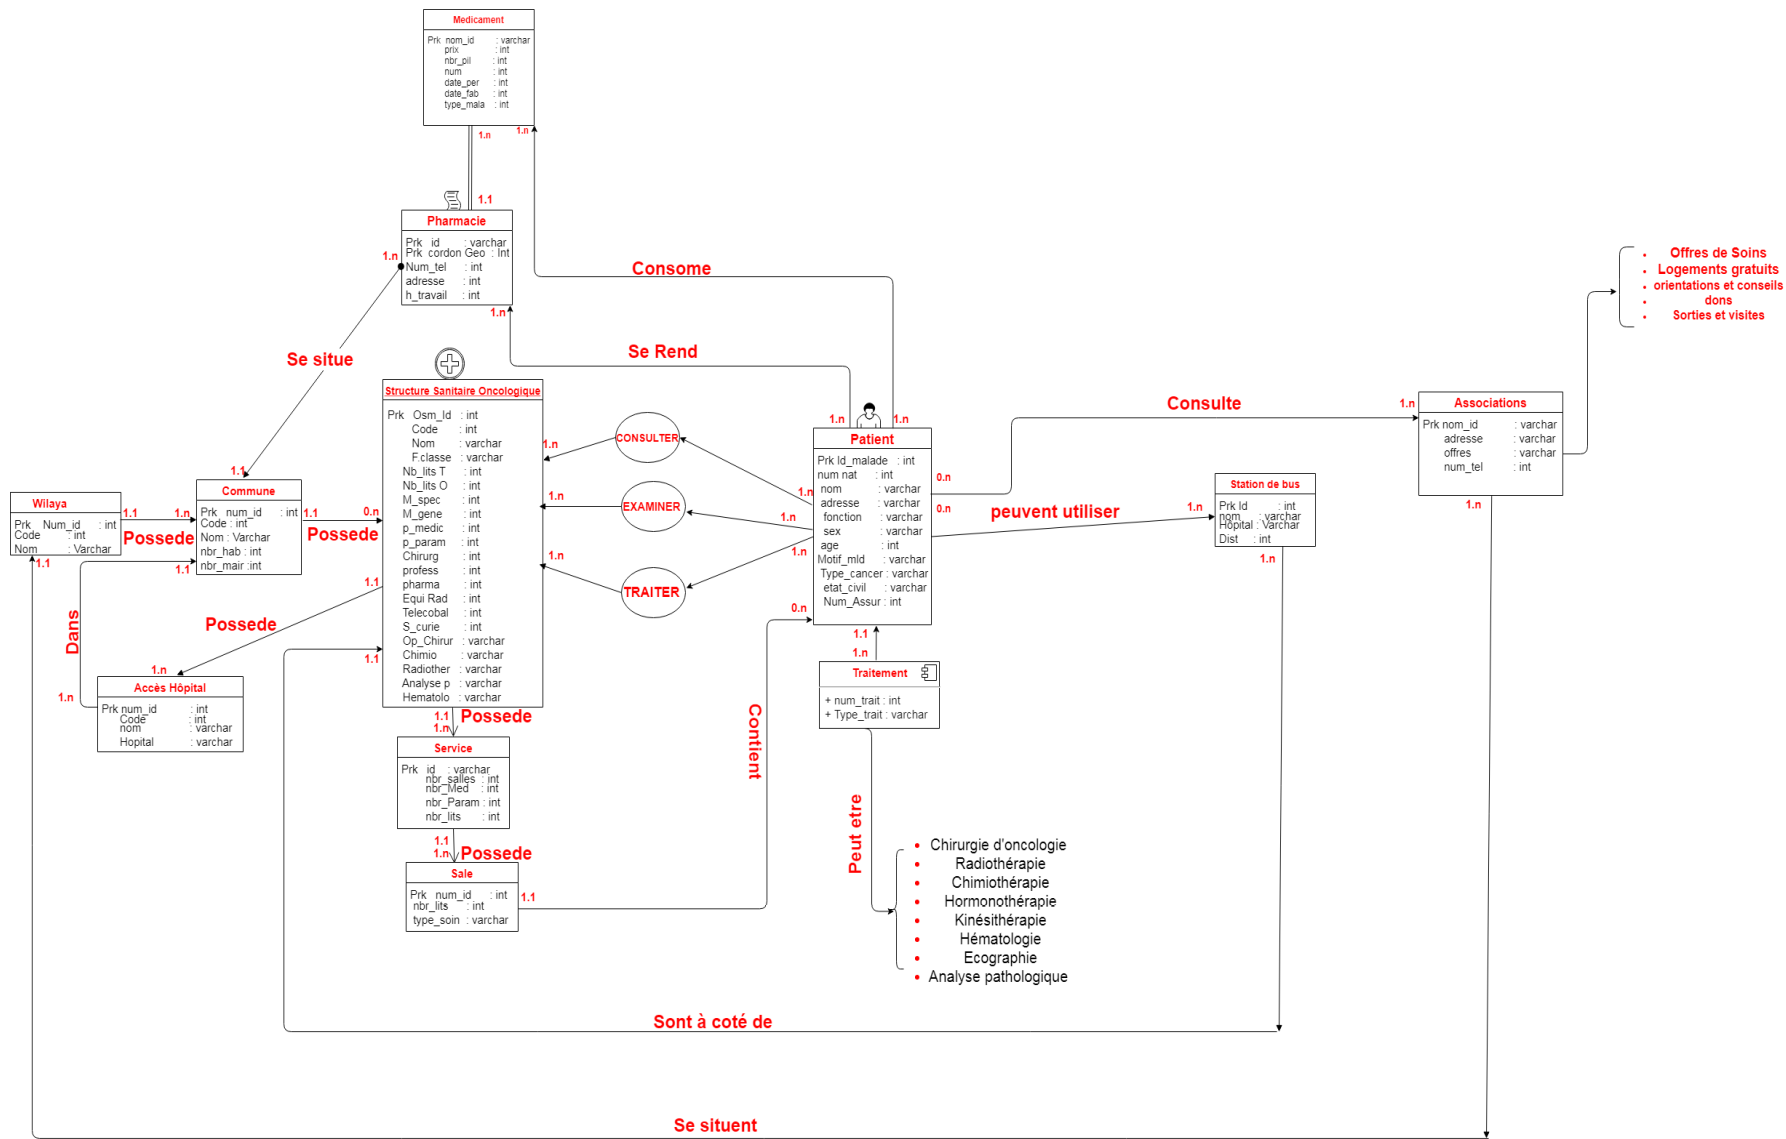 Medicament
Prk nom_id : varchar
prix : int
nbr_pil : int
num : int
date_per : int
date_fab : int
type_mala : int
1.n
1.n
1.1
Pharmacie
Prk id : varchar
Prk cordon Geo : Int
Num_tel : int
adresse : int
h_travail : int
1.n
1.n
Consome
Se Rend
Se situe
Structure Sanitaire Oncologique
Prk Osm_Id : int
Code : int
Nom : varchar
F.classe : varchar
Nb_lits T : int
Nb_lits O : int
M_spec : int
M_gene : int
p_medic : int
p_param : int
Chirurg : int
profess : int
pharma : int
Equi Rad : int
Telecobal : int
S_curie : int
Op_Chirur : varchar
Chimio : varchar
Radiother : varchar
Analyse p : varchar
Hematolo : varchar
1.n
CONSULTER
1.n
1.n
EXAMINER
1.n
1.n
TRAITER
1.n
1.n
1.n
Patient
Prk Id_malade : int
num nat : int
nom : varchar
adresse : varchar
fonction : varchar
sex : varchar
age : int
Motif_mld : varchar
Type_cancer : varchar
etat_civil : varchar
Num_Assur : int
0.n
0.n
0.n
Consulte
1.n
Associations
Prk nom_id : varchar
adresse : varchar
offres : varchar
num_tel : int
1.n
Offres de Soins
Logements gratuits
orientations et conseils
dons
Sorties et visites
peuvent utiliser
1.n
Station de bus
Prk Id : int
nom : varchar
Hôpital : Varchar
Dist : int
1.n
Wilaya
Prk Num_id : int
Code : int
Nom : Varchar
1.1
1.1
Possede
1.n
1.1
Commune
Prk num_id : int
Code : int
Nom : Varchar
nbr_hab : int
nbr_mair :int
1.1
1.1
Possede
0.n
Dans
1.1
Possede
1.n
1.n
Accès Hôpital
Prk num_id : int
Code : int
nom : varchar
Hopital : varchar
1.1
1.1
Possede
1.n
Service
Prk id : varchar
nbr_salles : int
nbr_Med : int
nbr_Param : int
nbr_lits : int
1.1
1.n
Possede
Sale
Prk num_id : int
nbr_lits : int
type_soin : varchar
1.1
Contient
1.1
1.n
Traitement
+ num_trait : int
+ Type_trait : varchar
Peut etre
Chirurgie d'oncologie
Radiothérapie
Chimiothérapie
Hormonothérapie
Kinésithérapie
Hématologie
Ecographie
Analyse pathologique
Sont à coté de
Se situent